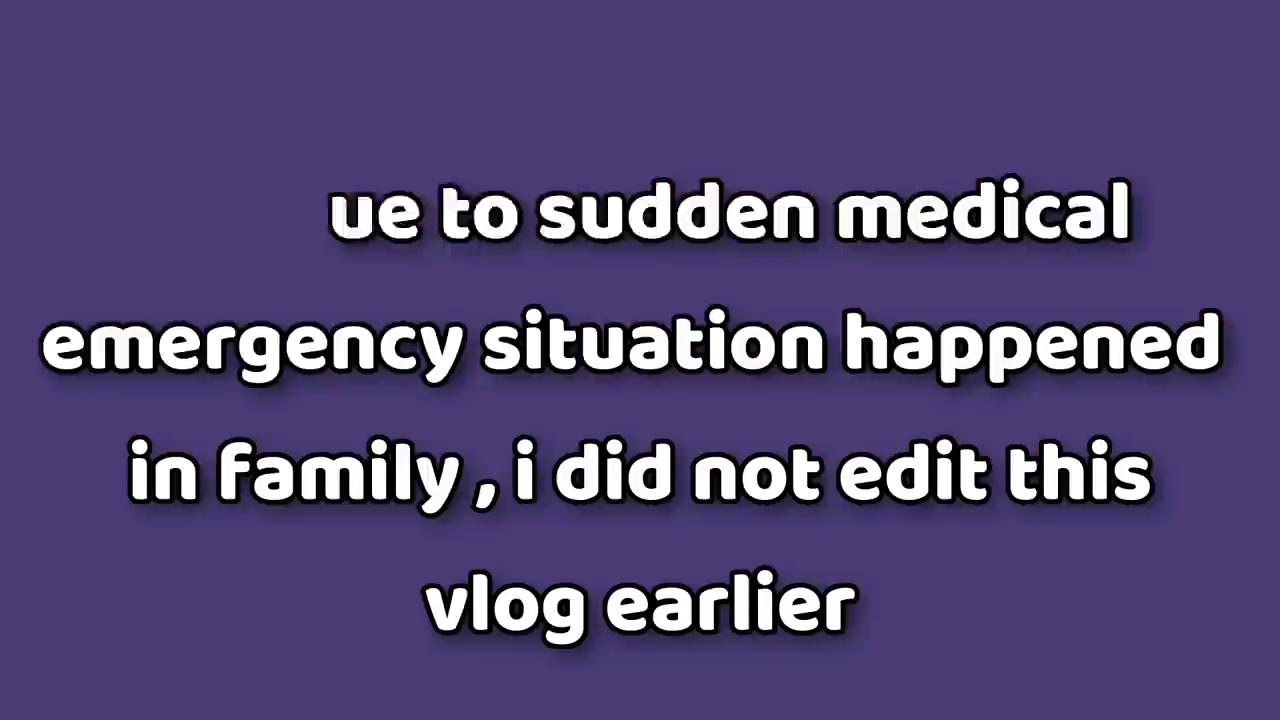 ue to sudden medical
emergency situation happened
in family , i did not edit this
vlog earlier